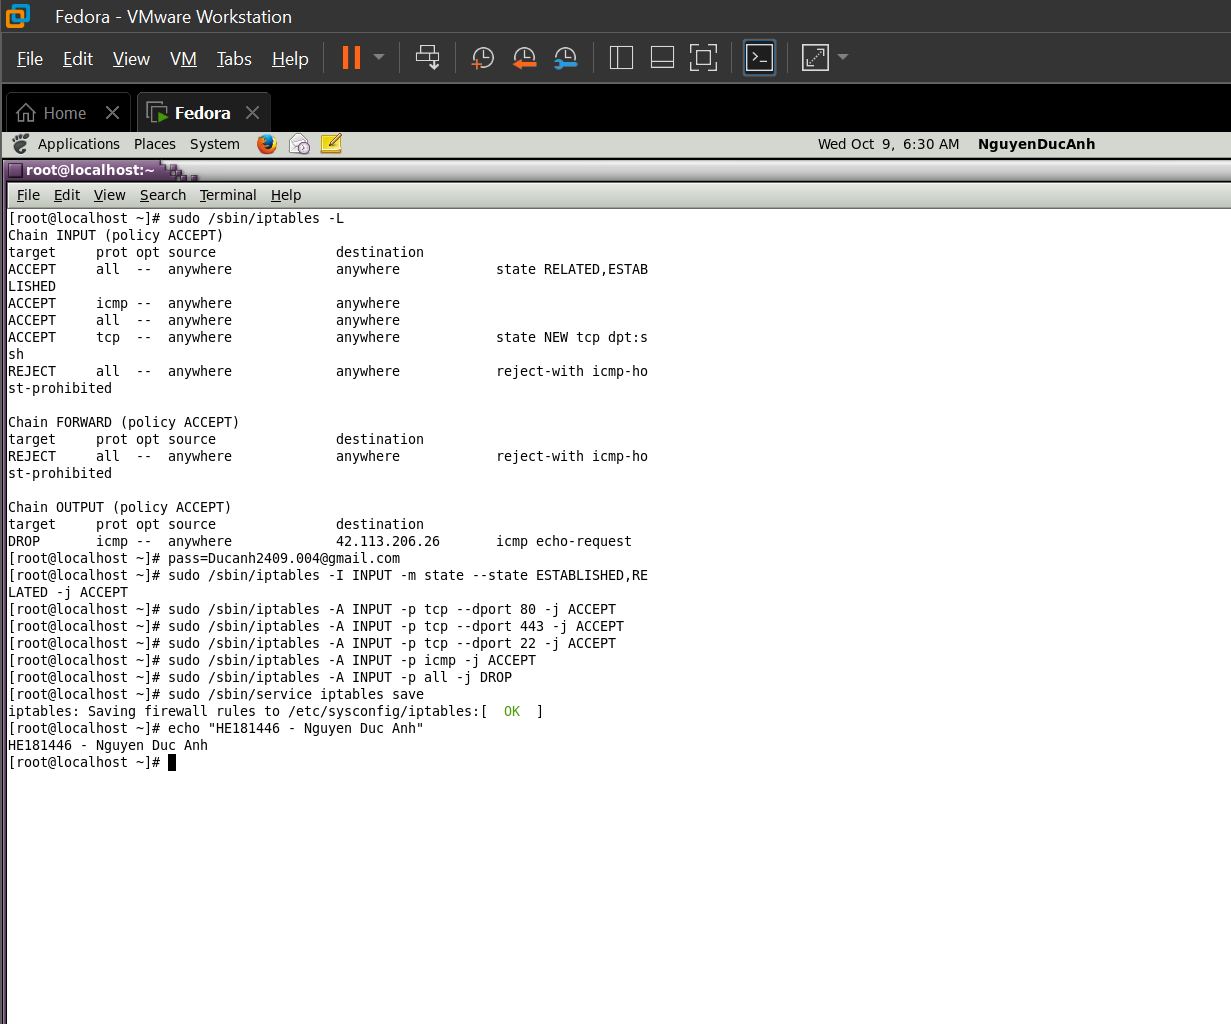 Fedora - VMware Workstation
File Edit View VM Tabs Help
Home Fedora
Applications Places System Wed Oct 9, 6:30 AM NguyenDucAnh
root@localhost:~
File Edit View Search Terminal Help
[root@localhost ~]# sudo /sbin/iptables -L
Chain INPUT (policy ACCEPT)
target     prot opt source               destination
ACCEPT     all  --  anywhere             anywhere            state RELATED,ESTAB
LISHED
ACCEPT     icmp --  anywhere             anywhere
ACCEPT     all  --  anywhere             anywhere
ACCEPT     tcp  --  anywhere             anywhere            state NEW tcp dpt:s
sh
REJECT     all  --  anywhere             anywhere            reject-with icmp-ho
st-prohibited
Chain FORWARD (policy ACCEPT)
target     prot opt source               destination
REJECT     all  --  anywhere             anywhere            reject-with icmp-ho
st-prohibited
Chain OUTPUT (policy ACCEPT)
target     prot opt source               destination
DROP       icmp --  anywhere             42.113.206.26       icmp echo-request
[root@localhost ~]# pass=Ducanh2409.004@gmail.com
[root@localhost ~]# sudo /sbin/iptables -I INPUT -m state --state ESTABLISHED,RE
LATED -j ACCEPT
[root@localhost ~]# sudo /sbin/iptables -A INPUT -p tcp --dport 80 -j ACCEPT
[root@localhost ~]# sudo /sbin/iptables -A INPUT -p tcp --dport 443 -j ACCEPT
[root@localhost ~]# sudo /sbin/iptables -A INPUT -p tcp --dport 22 -j ACCEPT
[root@localhost ~]# sudo /sbin/iptables -A INPUT -p icmp -j ACCEPT
[root@localhost ~]# sudo /sbin/iptables -A INPUT -p all -j DROP
[root@localhost ~]# sudo /sbin/service iptables save
iptables: Saving firewall rules to /etc/sysconfig/iptables:[  OK  ]
[root@localhost ~]# echo "HE181446 - Nguyen Duc Anh"
HE181446 - Nguyen Duc Anh
[root@localhost ~]#